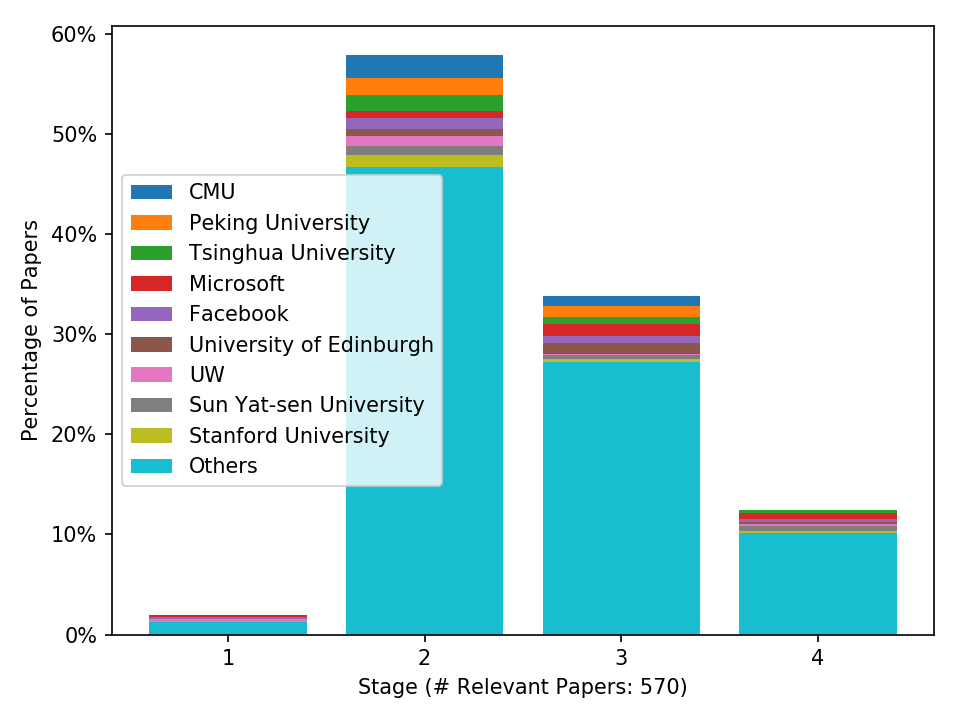 60%
50%
40%
30%
20%
10%
0%
Percentage of Papers
CMU
Peking University
Tsinghua University
Microsoft
Facebook
University of Edinburgh
UW
Sun Yat-sen University
Stanford University
Others
1 2 3 4
Stage (# Relevant Papers: 570)